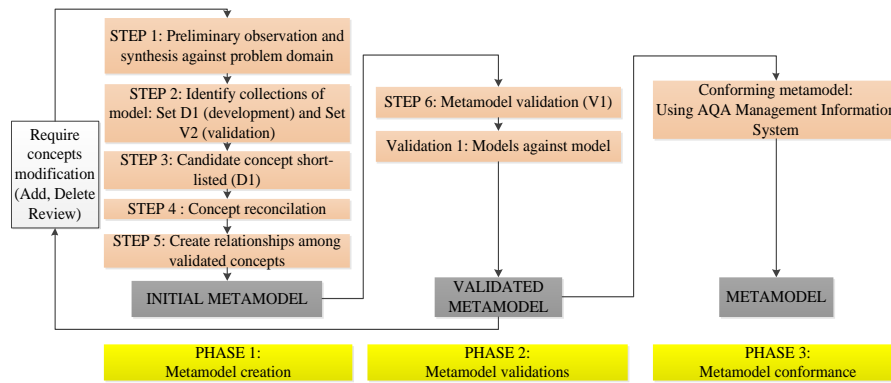 Require
concepts
modification
(Add, Delete
Review)
STEP 1: Preliminary observation and
synthesis against problem domain
STEP 2: Identify collections of
model: Set D1 (development) and Set
V2 (validation)
STEP 3: Candidate concept short-
listed (D1)
STEP 4 : Concept reconcilation
STEP 5: Create relationships among
validated concepts
INITIAL METAMODEL
PHASE 1:
Metamodel creation
STEP 6: Metamodel validation (V1)
Validation 1: Models against model
VALIDATED
METAMODEL
PHASE 2:
Metamodel validations
Conforming metamodel:
Using AQA Management Information
System
METAMODEL
PHASE 3:
Metamodel conformance